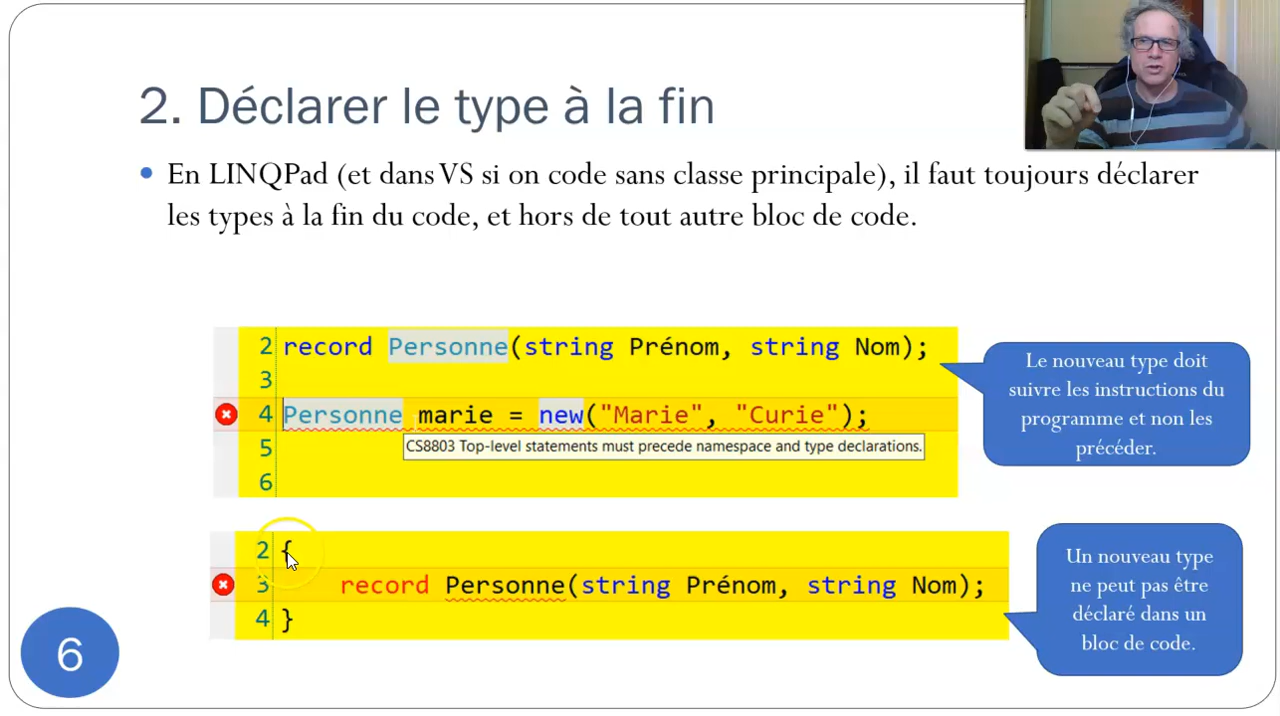 2. Déclarer le type à la fin
En LINQPad (et dans VS si on code sans classe principale), il faut toujours déclarer
les types à la fin du code, et hors de tout autre bloc de code.
2 record Personne(string Prénom, string Nom);
3
4 Personne marie = new("Marie", "Curie");
5 CS8803 Top-level statements must precede namespace and type declarations.
6
Le nouveau type doit
suivre les instructions du
programme et non les
précéder.
2 {
3 record Personne(string Prénom, string Nom);
4 }
Un nouveau type
ne peut pas être
déclaré dans un
bloc de code.
6